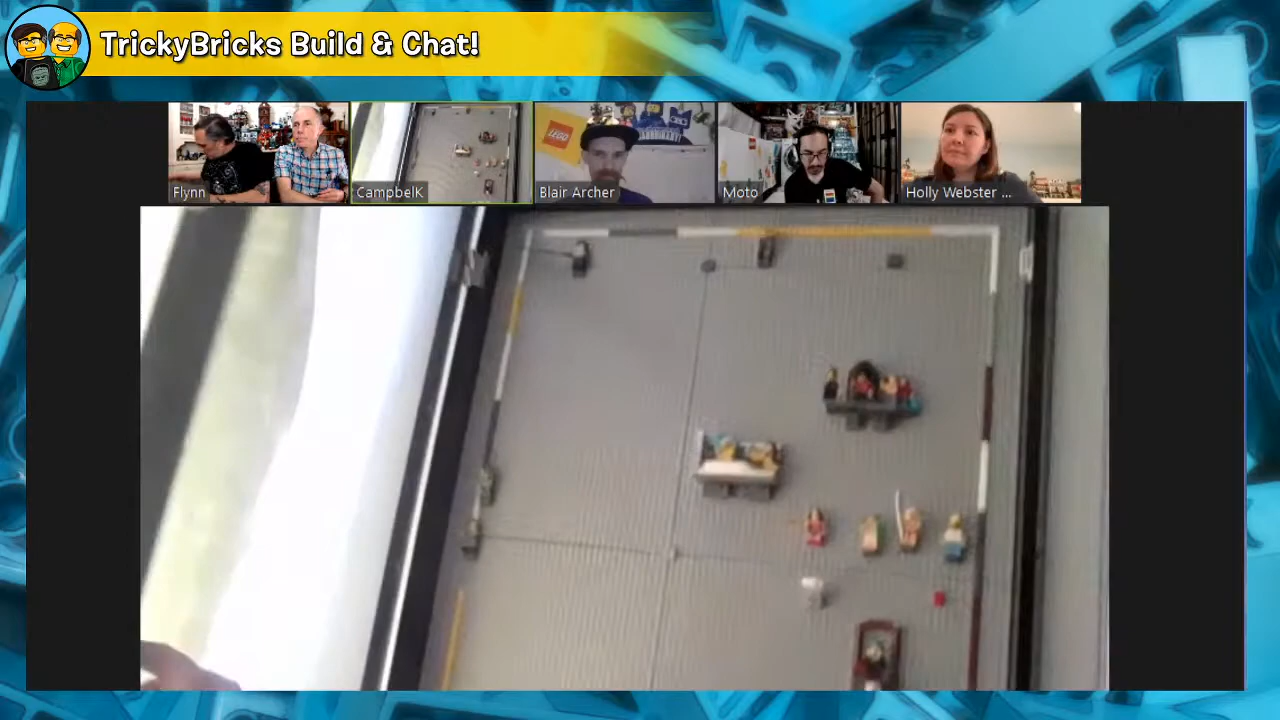 TrickyBricks Build & Chat!
LEGO
Flynn
CampbelK
Blair Archer
Moto
Holly Webster ...